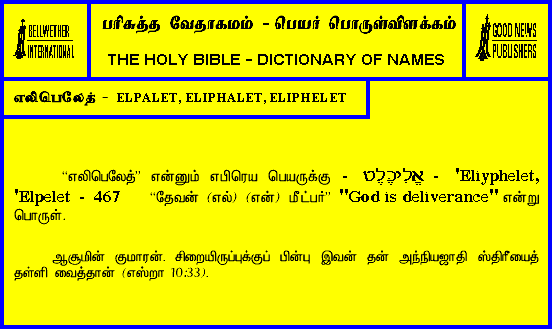 BELLWETHER
INTERNATIONAL
பரிசுத்த வேதாகமம் - பெயர் பொருள்விளக்கம்
THE HOLY BIBLE - DICTIONARY OF NAMES
GOOD NEWS
PUBLISHERS
எலிபெலேத் - ELPALET, ELIPHALET, ELIPHELET
“எலிபெலேத்” என்னும் எபிரெய பெயருக்கு - אֱלִיפֶלֶט - 'Eliyphelet,
'Elpelet - 467 “தேவன் (எல்) (என்) மீட்பர்” "God is deliverance" என்று
பொருள்.
ஆசூமின் குமாரன். சிறையிருப்புக்குப் பின்பு இவன் தன் அந்நியஜாதி ஸ்திரீயைத்
தள்ளி வைத்தான் (எஸ்றா 10:33).